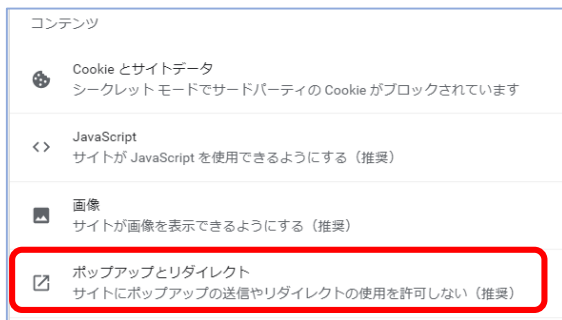 コンテンツ
Cookie とサイトデータ
シークレット モードでサードパーティの Cookie がブロックされています
JavaScript
サイトが JavaScript を使用できるようにする（推奨）
画像
サイトが画像を表示できるようにする（推奨）
ポップアップとリダイレクト
サイトにポップアップの送信やリダイレクトの使用を許可しない（推奨）